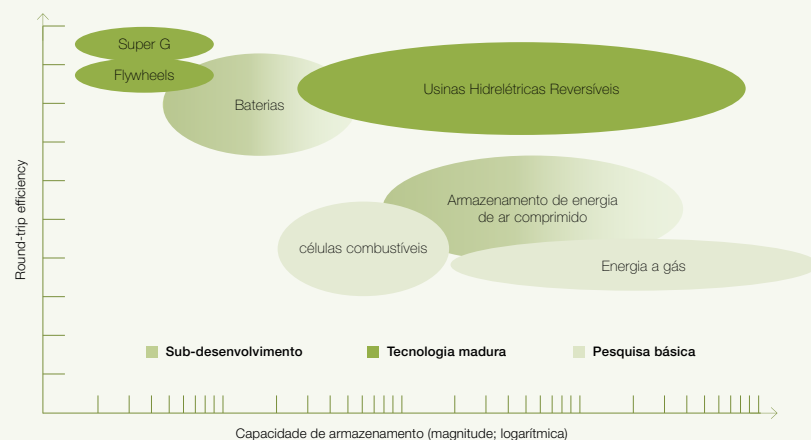 Super G
Flywheels
Baterias
Usinas Hidrelétricas Reversíveis
Armazenamento de energia
de ar comprimido
células combustíveis
Energia a gás
Round-trip efficiency
Sub-desenvolvimento
Tecnologia madura
Pesquisa básica
Capacidade de armazenamento (magnitude; logarítmica)